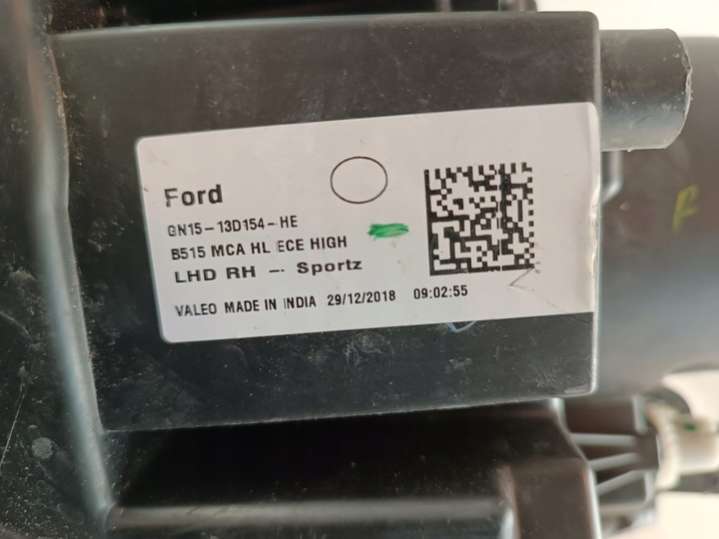 Ford
GN15-13D154-HE
B515 MCA HL ECE HIGH
LHD RH -- Sportz
VALEO MADE IN INDIA 29/12/2018 09:02:55
F